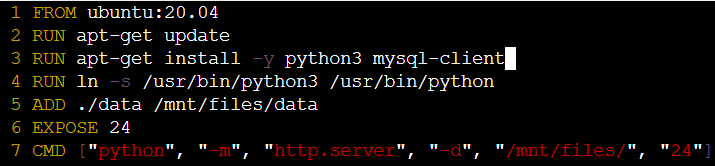 1 FROM ubuntu:20.04
2 RUN apt-get update
3 RUN apt-get install -y python3 mysql-client
4 RUN ln -s /usr/bin/python3 /usr/bin/python
5 ADD ./data /mnt/files/data
6 EXPOSE 24
7 CMD ["python", "-m", "http.server", "-d", "/mnt/files/", "24"]